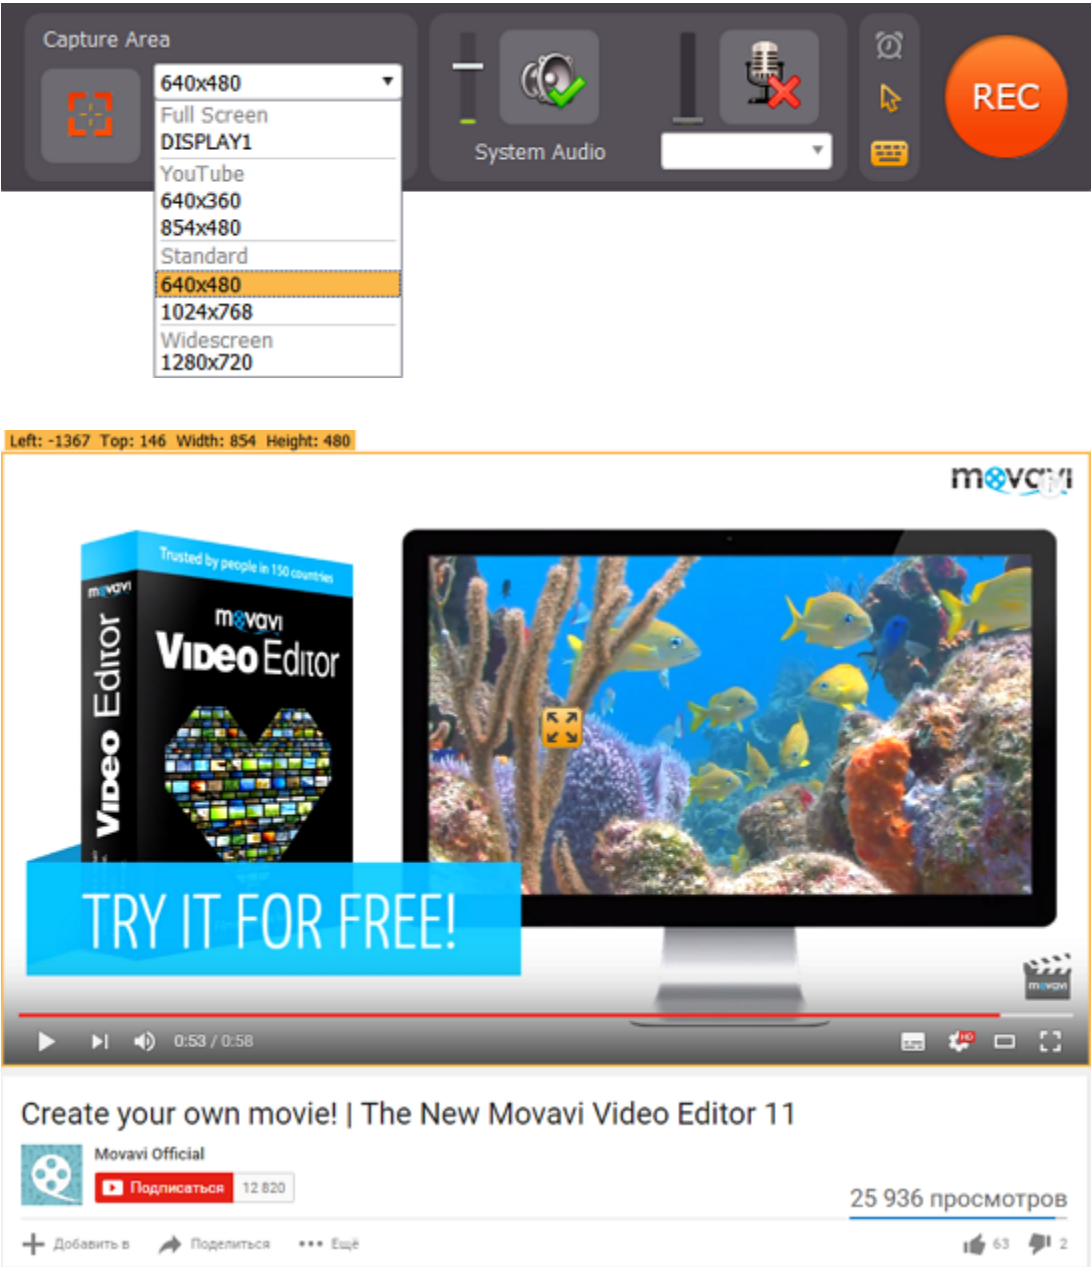 Capture Area
640x480
Full Screen
DISPLAY1
YouTube
640x360
854x480
Standard
640x480
1024x768
Widescreen
1280x720
System Audio
REC
Left: -1367 Top: 146 Width: 854 Height: 480
movavi
Trusted by people in 150 countries
movavi
VIDEO EDITOR
movavi
VIDEO EDITOR
TRY IT FOR FREE!
movavi
0:53 / 0:58
HD
Create your own movie! | The New Movavi Video Editor 11
Movavi Official
Подписаться 12 820
25 936 просмотров
Добавить в Поделиться Ещё 63 2